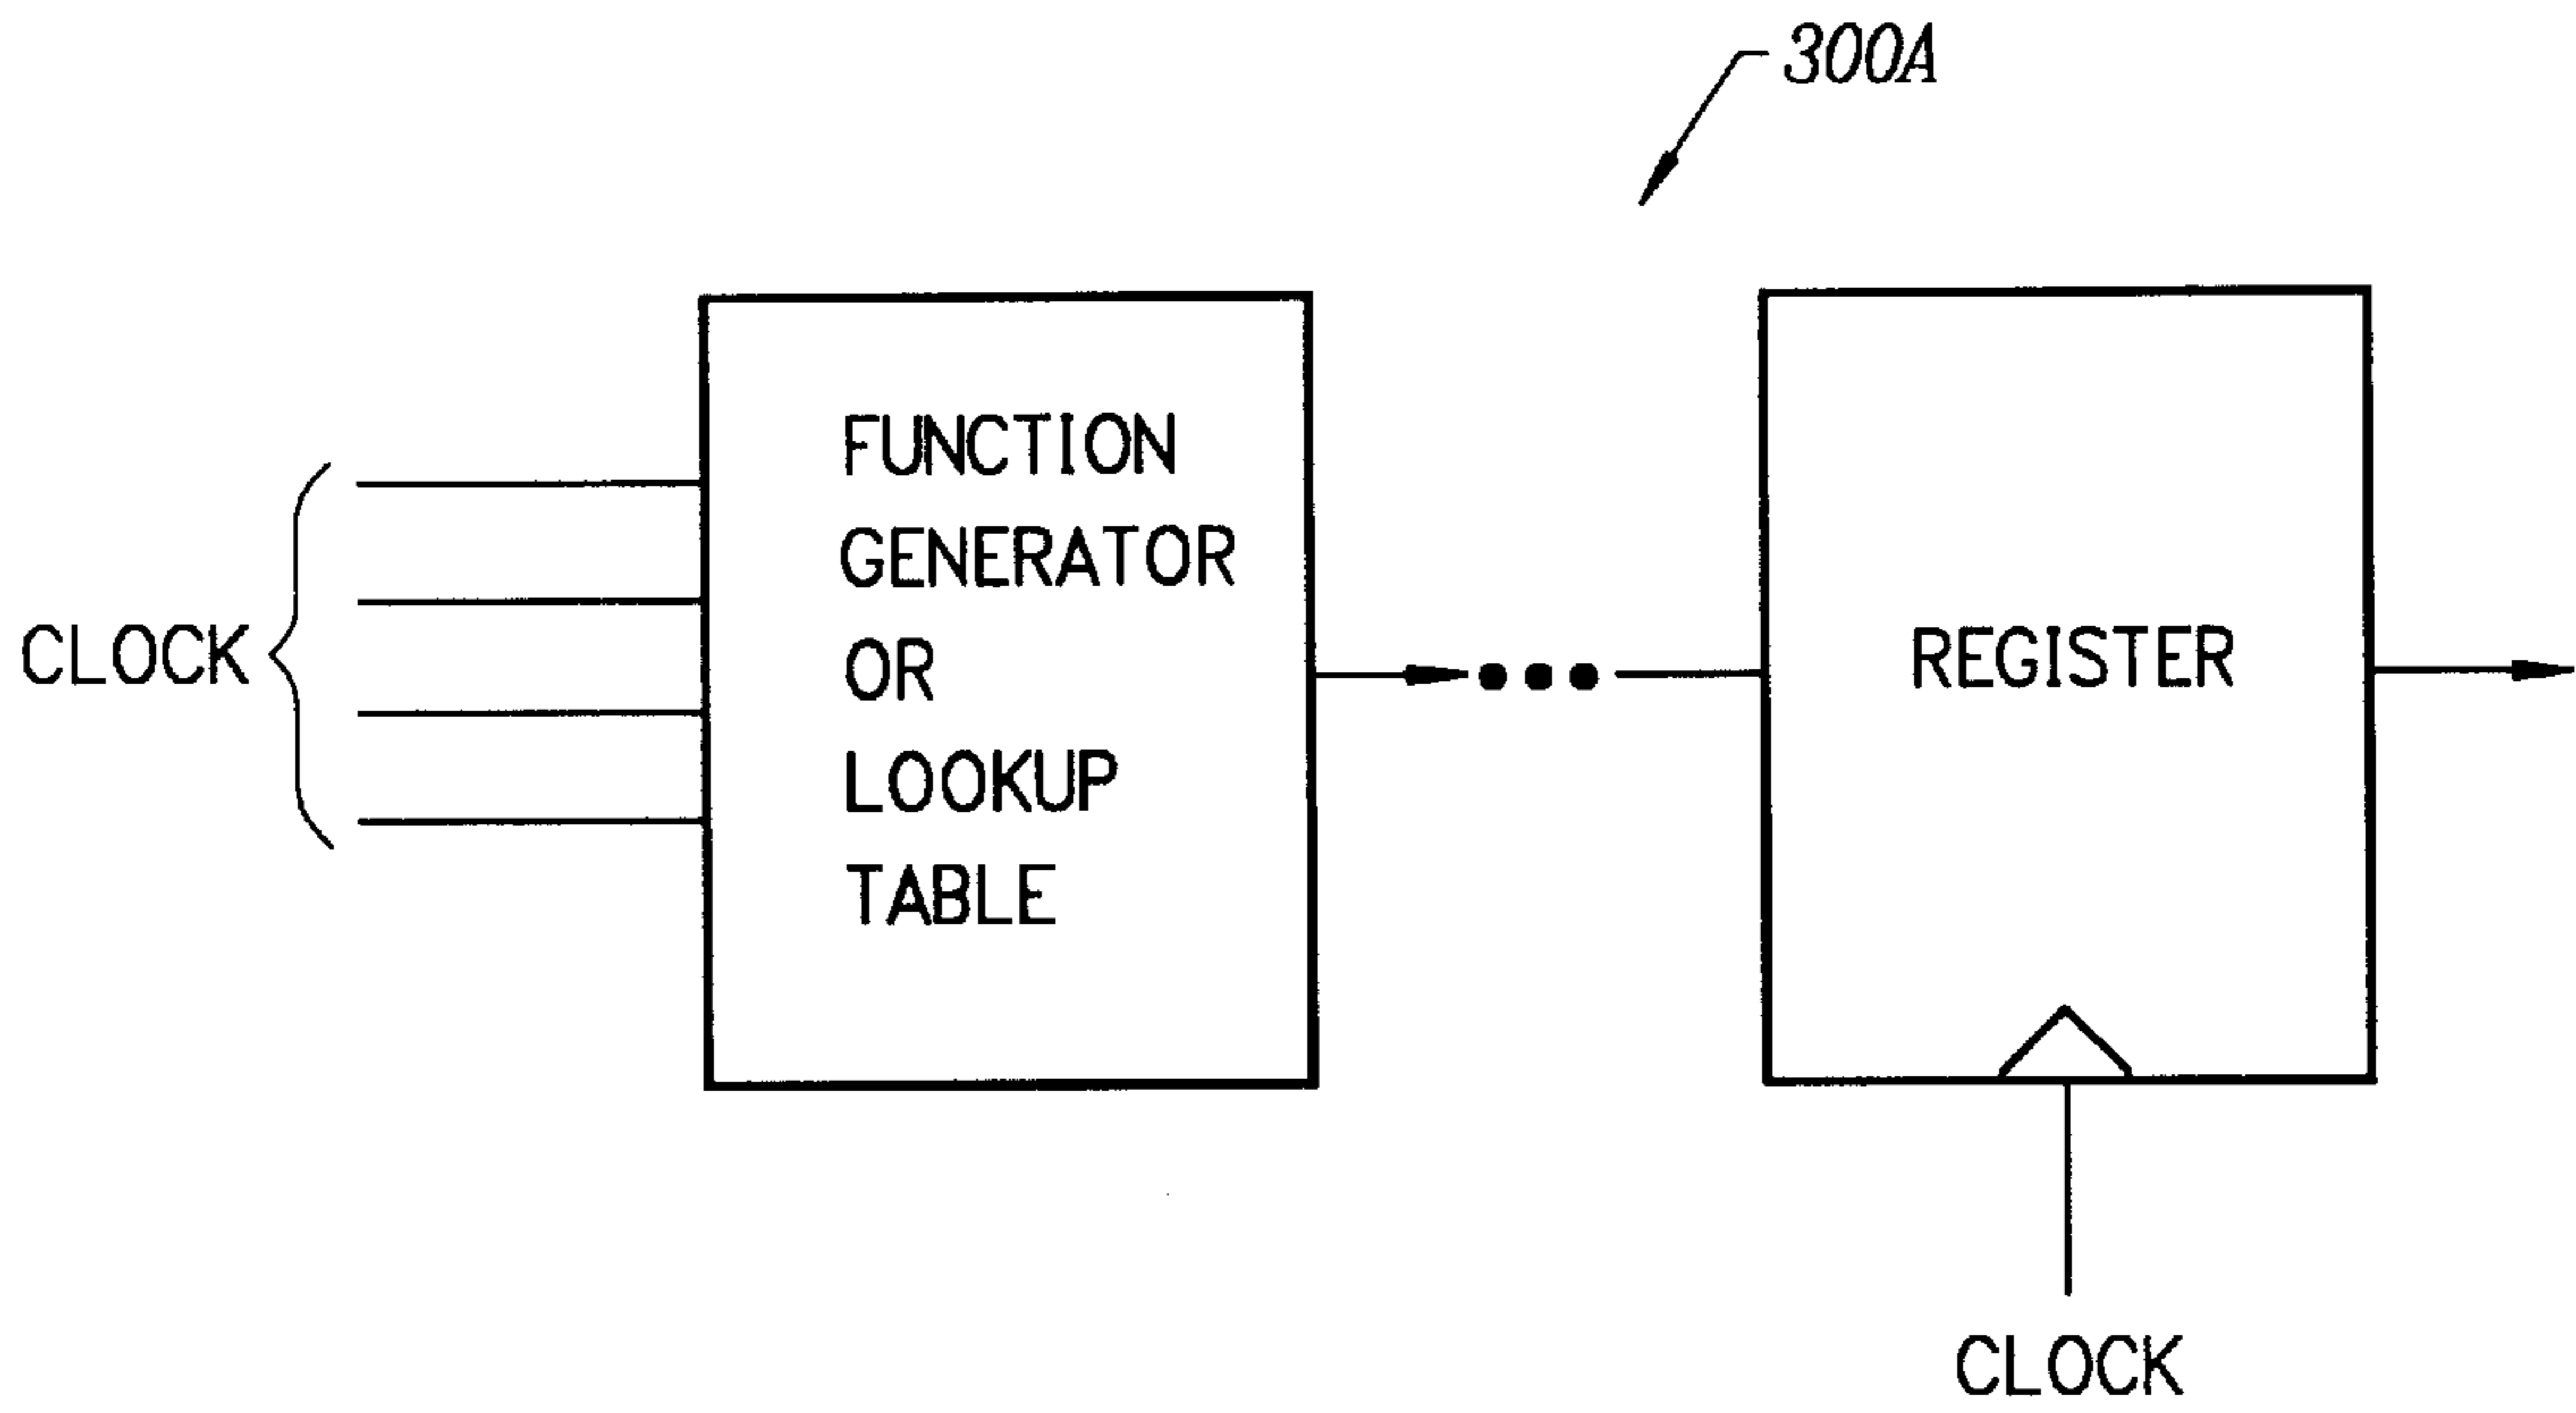 300A
CLOCK
FUNCTION
GENERATOR
OR
LOOKUP
TABLE
REGISTER
CLOCK